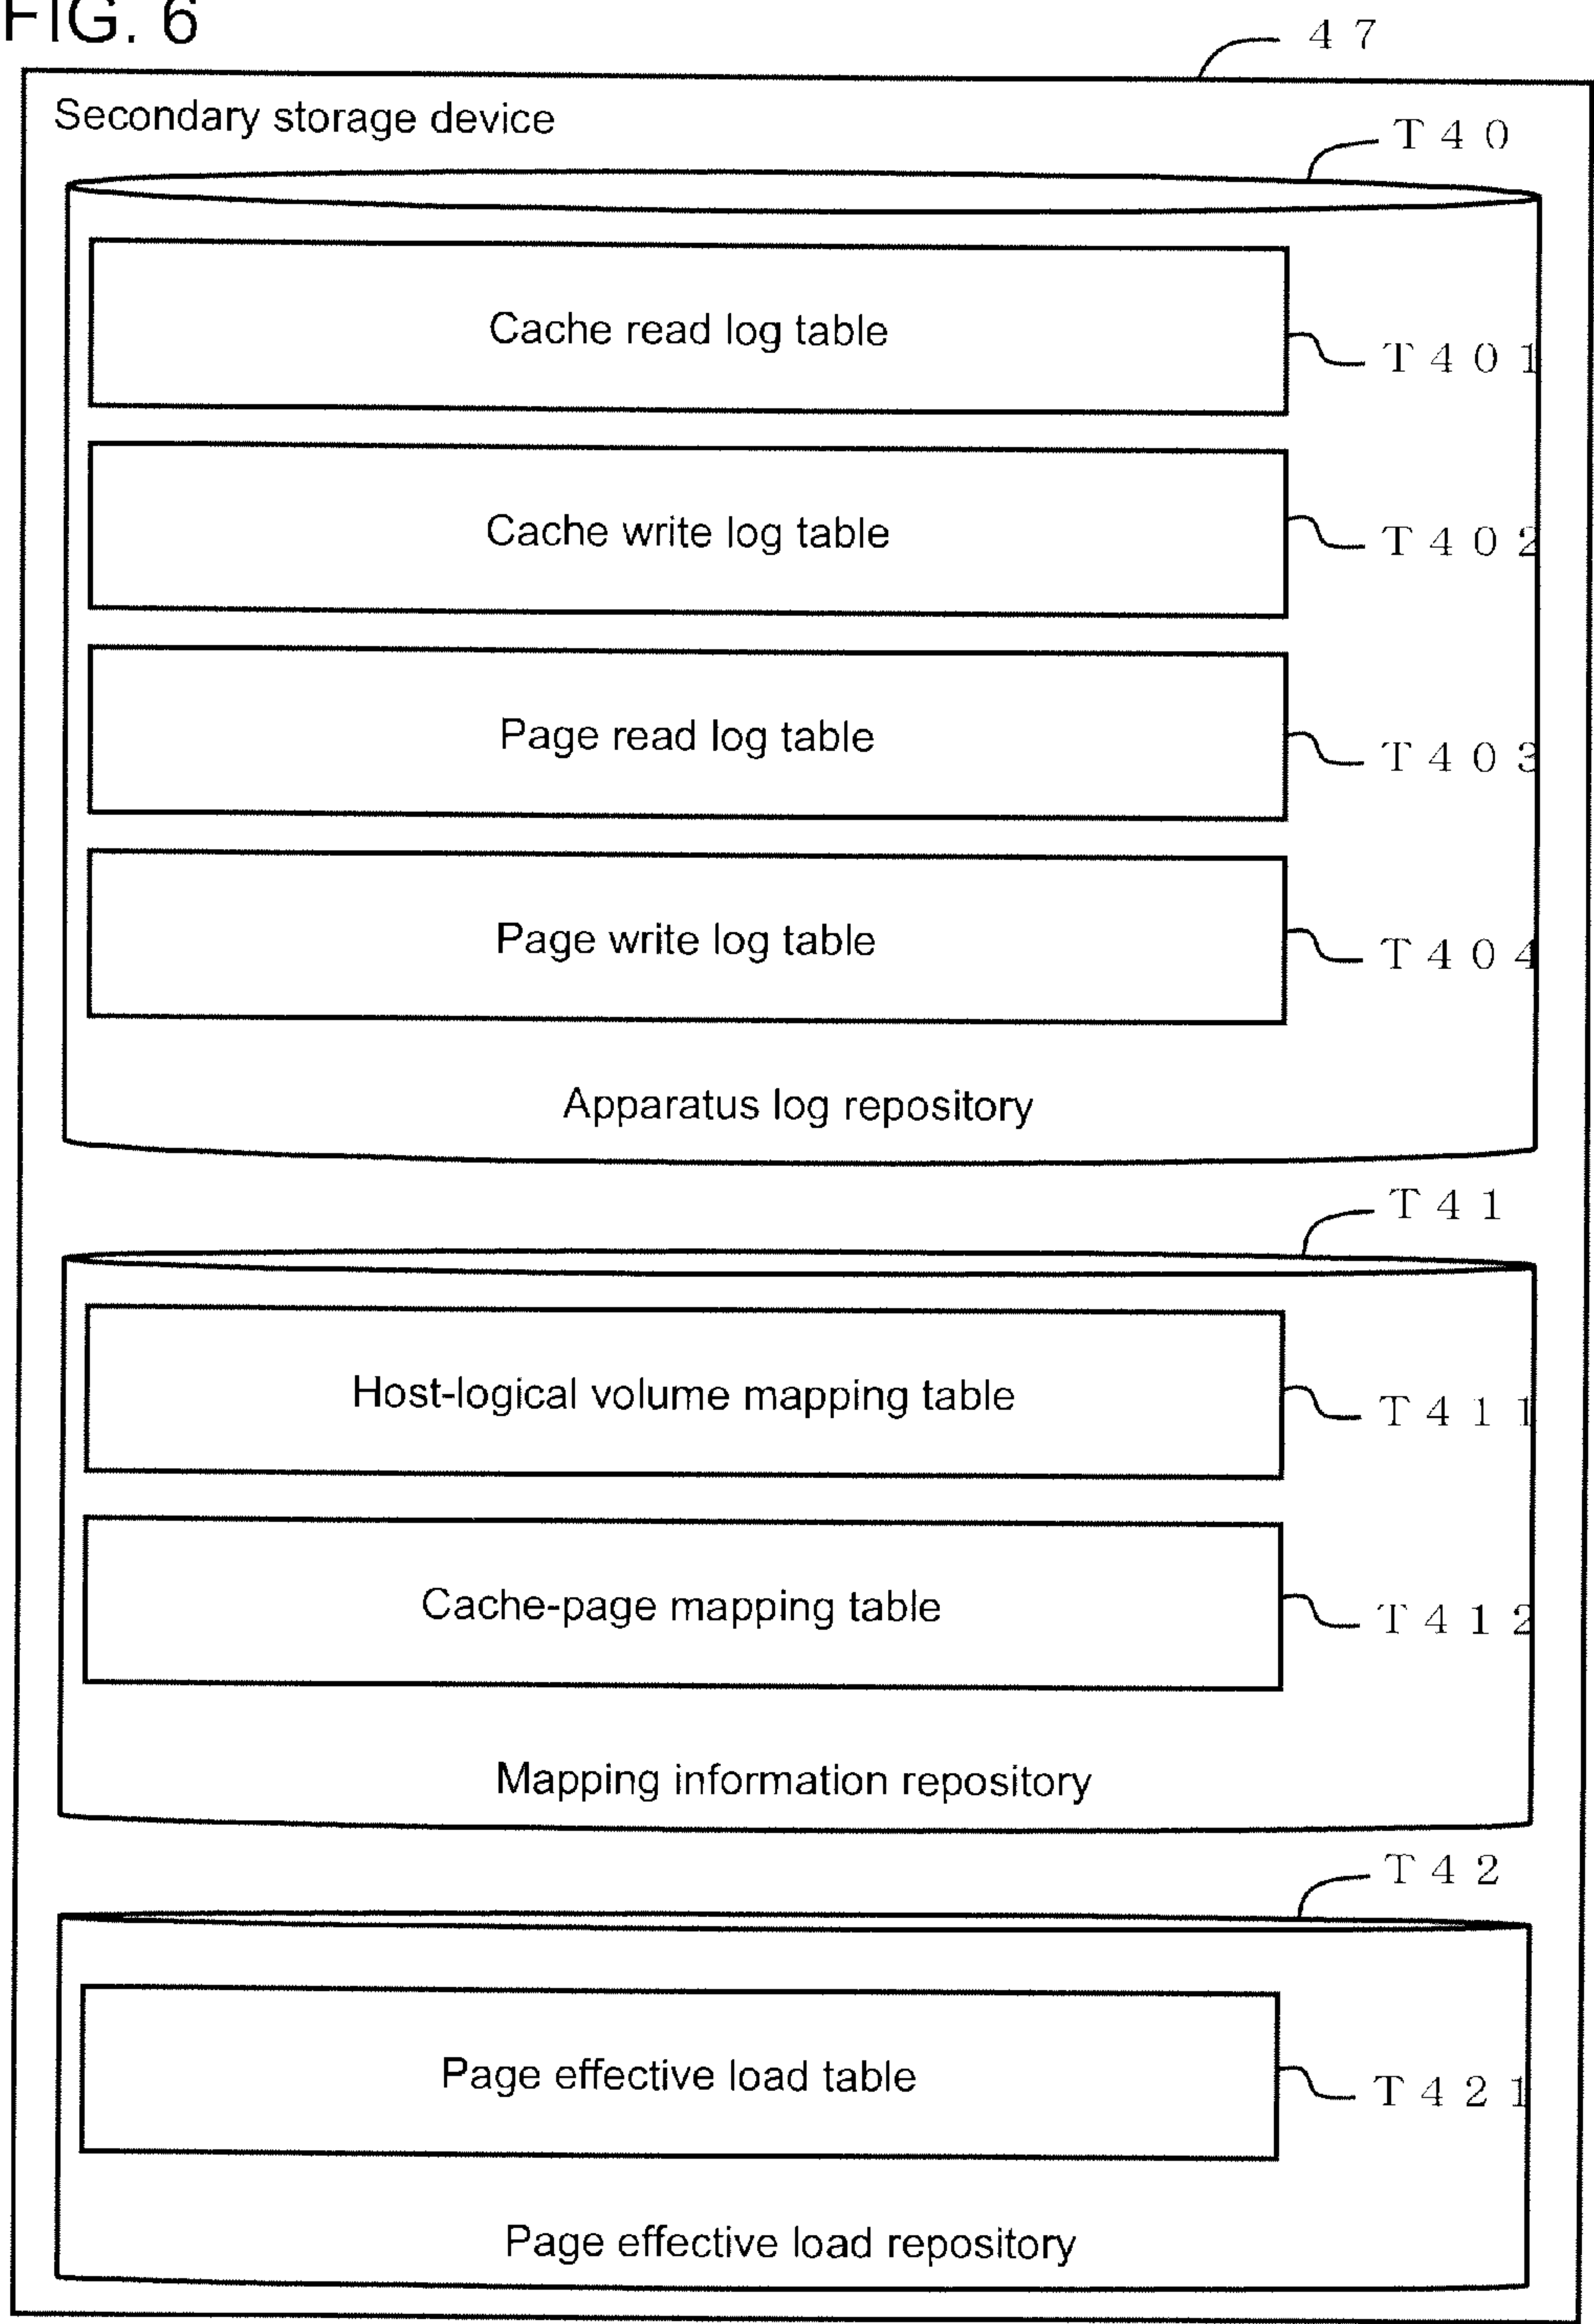 FIG. 6
47
Secondary storage device
T40
Cache read log table
T401
Cache write log table
T402
Page read log table
T403
Page write log table
T404
Apparatus log repository
T41
Host-logical volume mapping table
T411
Cache-page mapping table
T412
Mapping information repository
T42
Page effective load table
T421
Page effective load repository